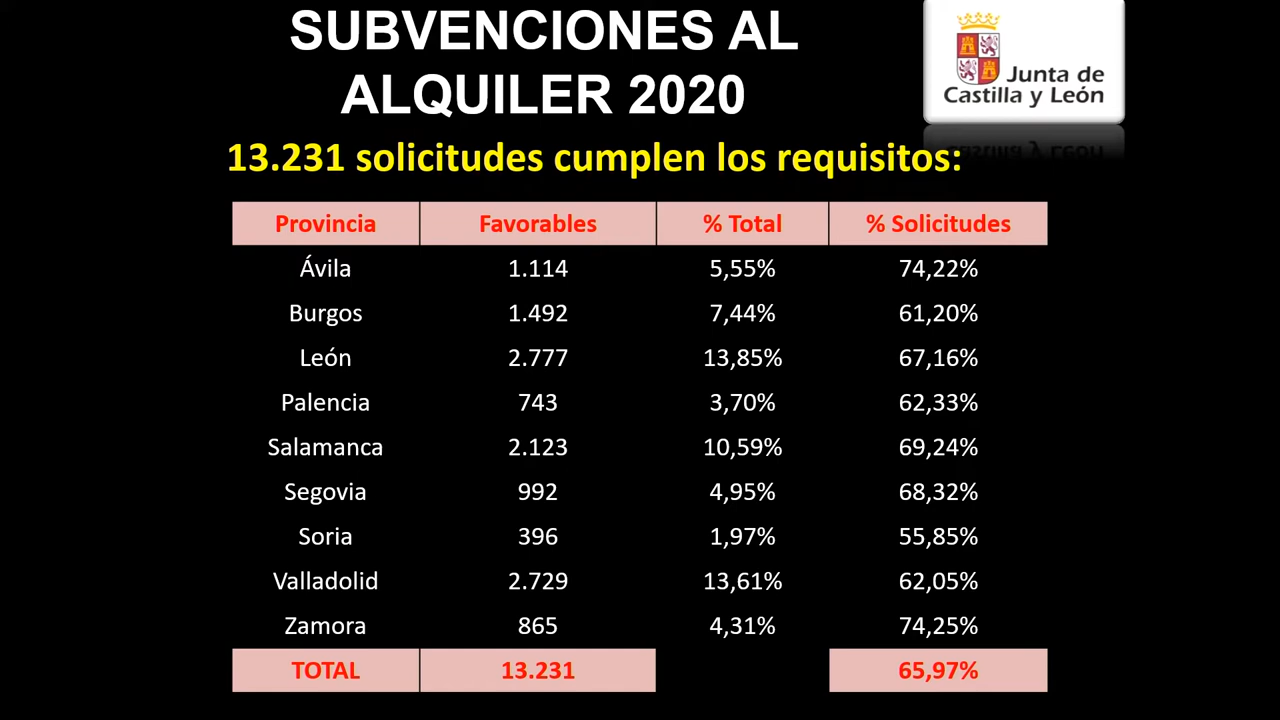 SUBVENCIONES AL
ALQUILER 2020
Junta de
Castilla y León
13.231 solicitudes cumplen los requisitos:
Provincia Favorables % Total % Solicitudes
Ávila 1.114 5,55% 74,22%
Burgos 1.492 7,44% 61,20%
León 2.777 13,85% 67,16%
Palencia 743 3,70% 62,33%
Salamanca 2.123 10,59% 69,24%
Segovia 992 4,95% 68,32%
Soria 396 1,97% 55,85%
Valladolid 2.729 13,61% 62,05%
Zamora 865 4,31% 74,25%
TOTAL 13.231 65,97%